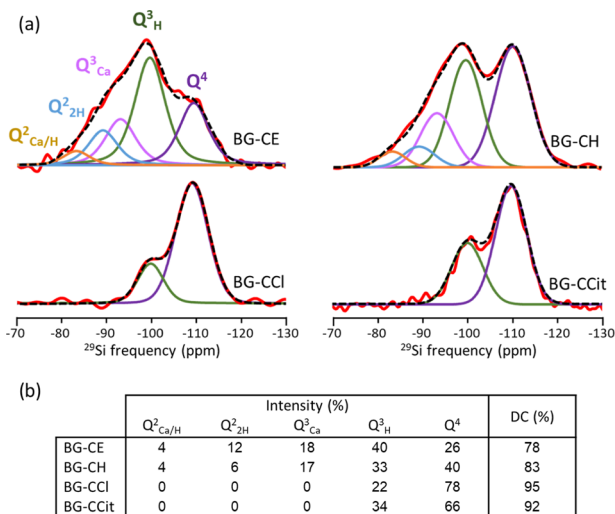 (a)
Q³H
Q³Ca
Q²2H
Q²Ca/H
Q⁴
BG-CE
BG-CH
BG-CCl
BG-CCit
-70 -80 -90 -100 -110 -120 -130
-70 -80 -90 -100 -110 -120 -130
²⁹Si frequency (ppm)
²⁹Si frequency (ppm)
(b)
Intensity (%) DC (%)
Q²Ca/H Q²2H Q³Ca Q³H Q⁴
BG-CE 4 12 18 40 26 78
BG-CH 4 6 17 33 40 83
BG-CCl 0 0 0 22 78 95
BG-CCit 0 0 0 34 66 92